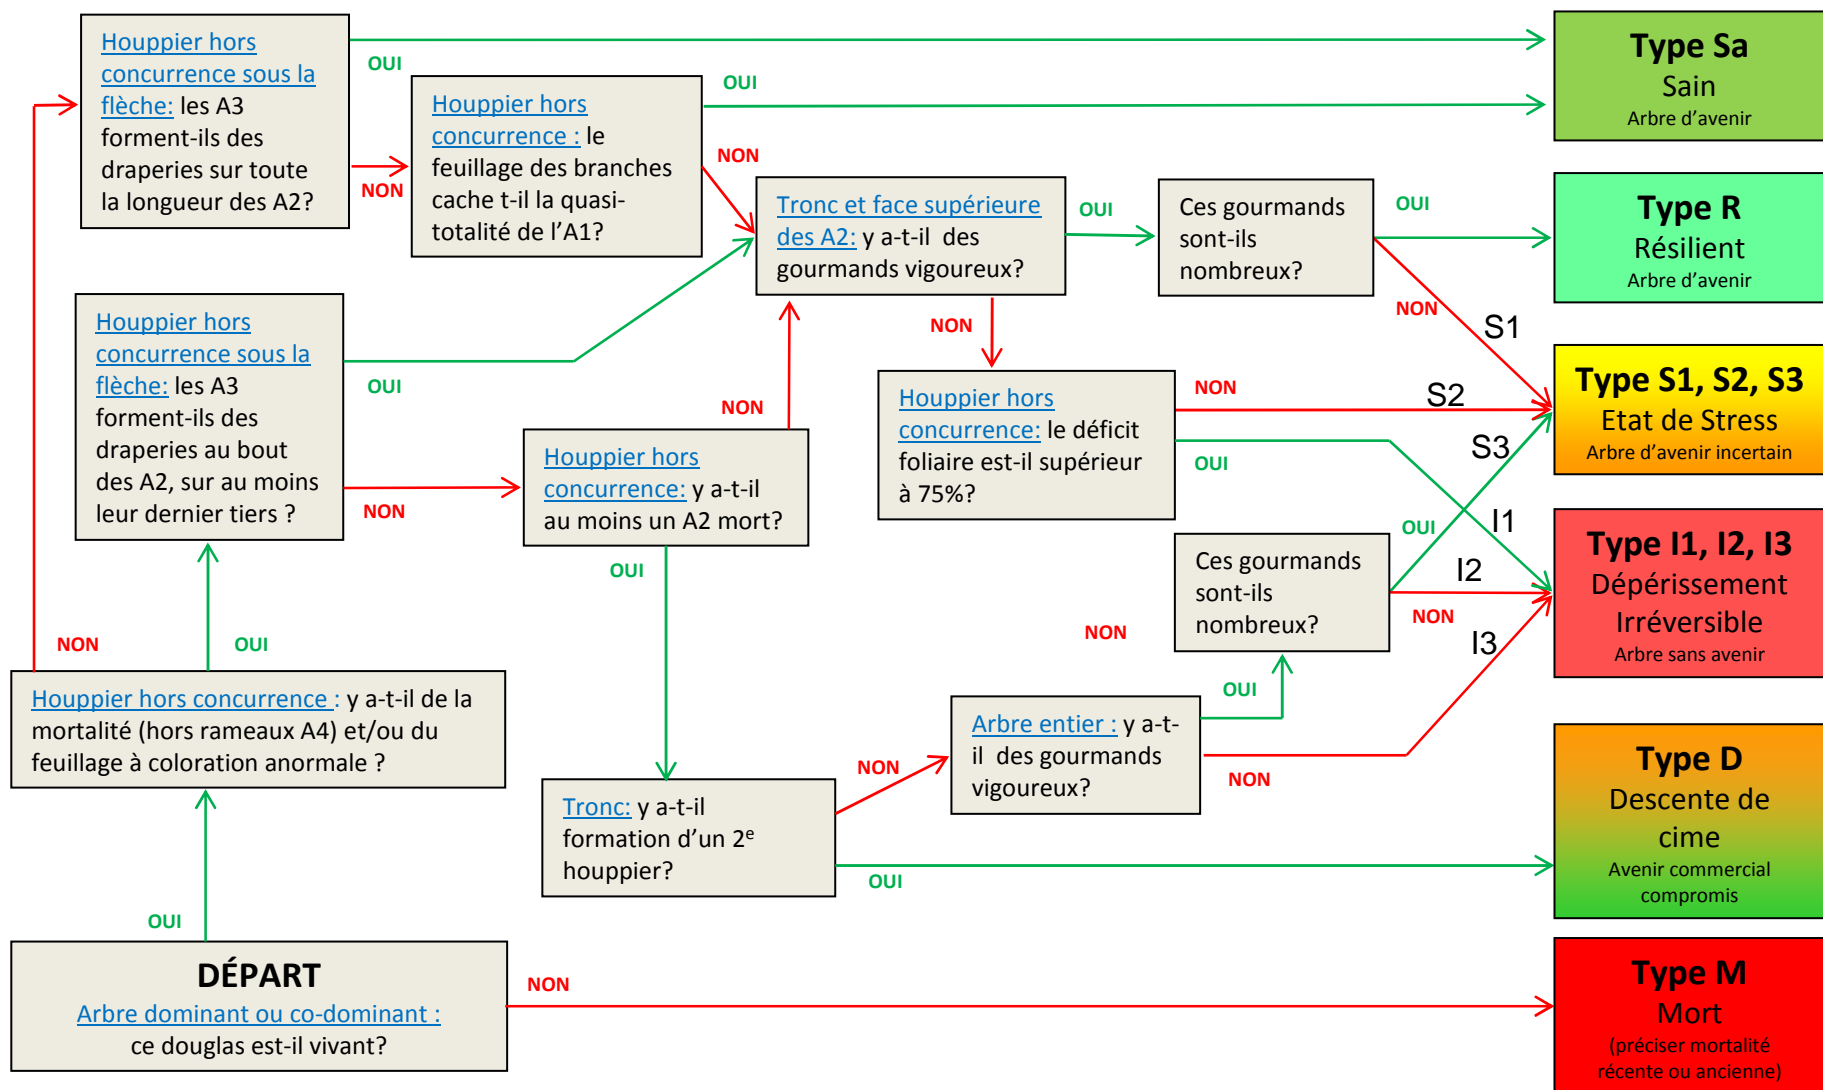 Houppier hors
concurrence sous la
flèche: les A3
forment-ils des
draperies sur toute
la longueur des A2?
OUI
NON
Houppier hors
concurrence : le
feuillage des branches
cache t-il la quasi-
totalité de l'A1?
OUI
NON
Type Sa
Sain
Arbre d'avenir
Tronc et face supérieure
des A2: y a-t-il des
gourmands vigoureux?
OUI
NON
Ces gourmands
sont-ils
nombreux?
OUI
NON
S1
Type R
Résilient
Arbre d'avenir
Houppier hors
concurrence sous la
flèche: les A3
forment-ils des
draperies au bout
des A2, sur au moins
leur dernier tiers ?
OUI
NON
Houppier hors
concurrence: y a-t-il
au moins un A2 mort?
NON
OUI
Houppier hors
concurrence: le déficit
foliaire est-il supérieur
à 75%?
NON
S2
OUI
I1
Type S1, S2, S3
Etat de Stress
Arbre d'avenir incertain
Ces gourmands
sont-ils
nombreux?
OUI
S3
I2
NON
I3
Type I1, I2, I3
Dépérissement
Irréversible
Arbre sans avenir
NON
OUI
Houppier hors concurrence : y a-t-il de la
mortalité (hors rameaux A4) et/ou du
feuillage à coloration anormale ?
NON
Arbre entier : y a-t-
il des gourmands
vigoureux?
OUI
NON
Tronc: y a-t-il
formation d'un 2e
houppier?
NON
OUI
Type D
Descente de
cime
Avenir commercial
compromis
OUI
DÉPART
Arbre dominant ou co-dominant :
ce douglas est-il vivant?
NON
Type M
Mort
(préciser mortalité
récente ou ancienne)